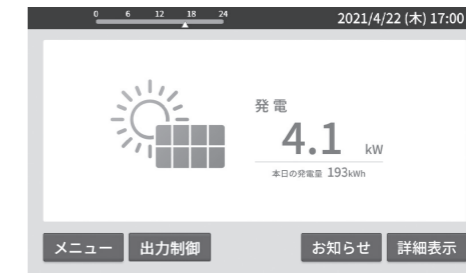 0 6 12 18 24
2021/4/22 (木) 17:00
発電
4.1 kW
本日の発電量 193kWh
メニュー 出力制御 お知らせ 詳細表示